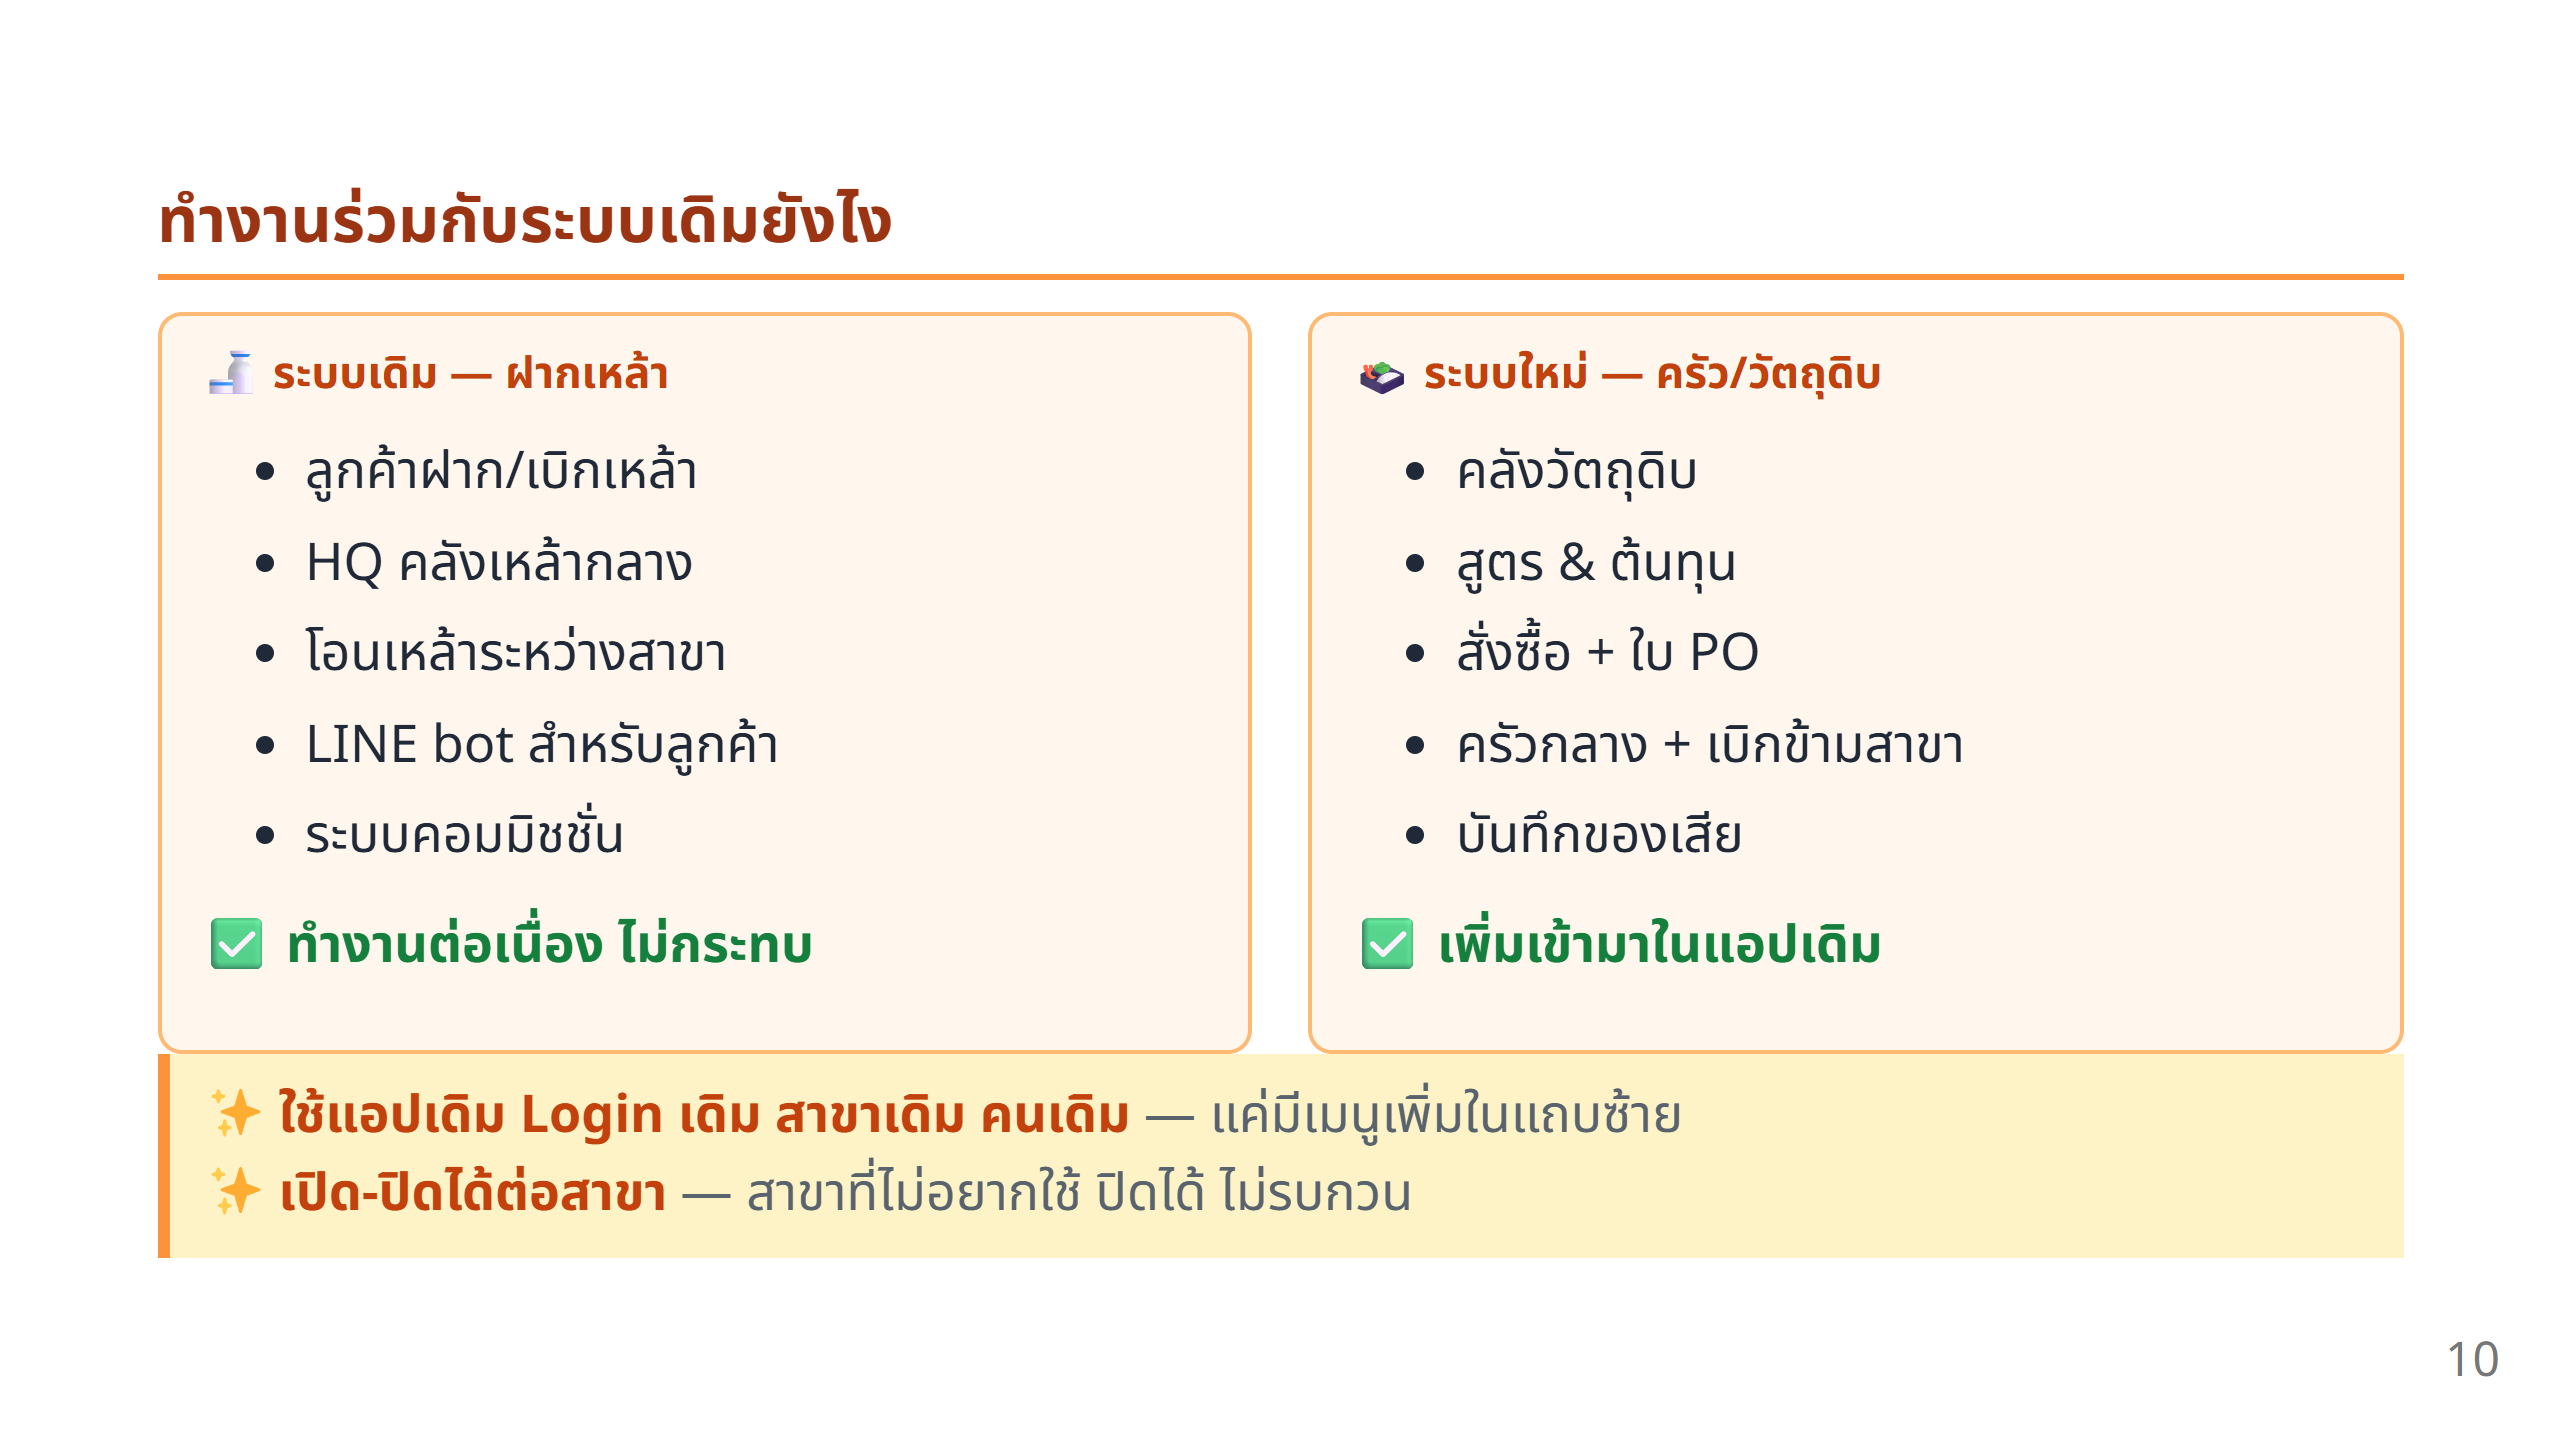 ทำงานร่วมกับระบบเดิมยังไง
🍶 ระบบเดิม — ฝากเหล้า
• ลูกค้าฝาก/เบิกเหล้า
• HQ คลังเหล้ากลาง
• โอนเหล้าระหว่างสาขา
• LINE bot สำหรับลูกค้า
• ระบบคอมมิชชั่น
✅ ทำงานต่อเนื่อง ไม่กระทบ
🍱 ระบบใหม่ — ครัว/วัตถุดิบ
• คลังวัตถุดิบ
• สูตร & ต้นทุน
• สั่งซื้อ + ใบ PO
• ครัวกลาง + เบิกข้ามสาขา
• บันทึกของเสีย
✅ เพิ่มเข้ามาในแอปเดิม
✨ ใช้แอปเดิม Login เดิม สาขาเดิม คนเดิม — แค่มีเมนูเพิ่มในแถบซ้าย
✨ เปิด-ปิดได้ต่อสาขา — สาขาที่ไม่อยากใช้ ปิดได้ ไม่รบกวน
10